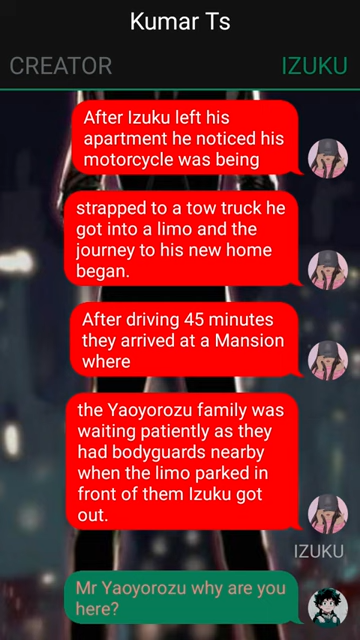 Kumar Ts
CREATOR
IZUKU
After Izuku left his
apartment he noticed his
motorcycle was being
strapped to a tow truck he
got into a limo and the
journey to his new home
began.
After driving 45 minutes
they arrived at a Mansion
where
the Yaoyorozu family was
waiting patiently as they
had bodyguards nearby
when the limo parked in
front of them Izuku got
out.
IZUKU
Mr Yaoyorozu why are you
here?